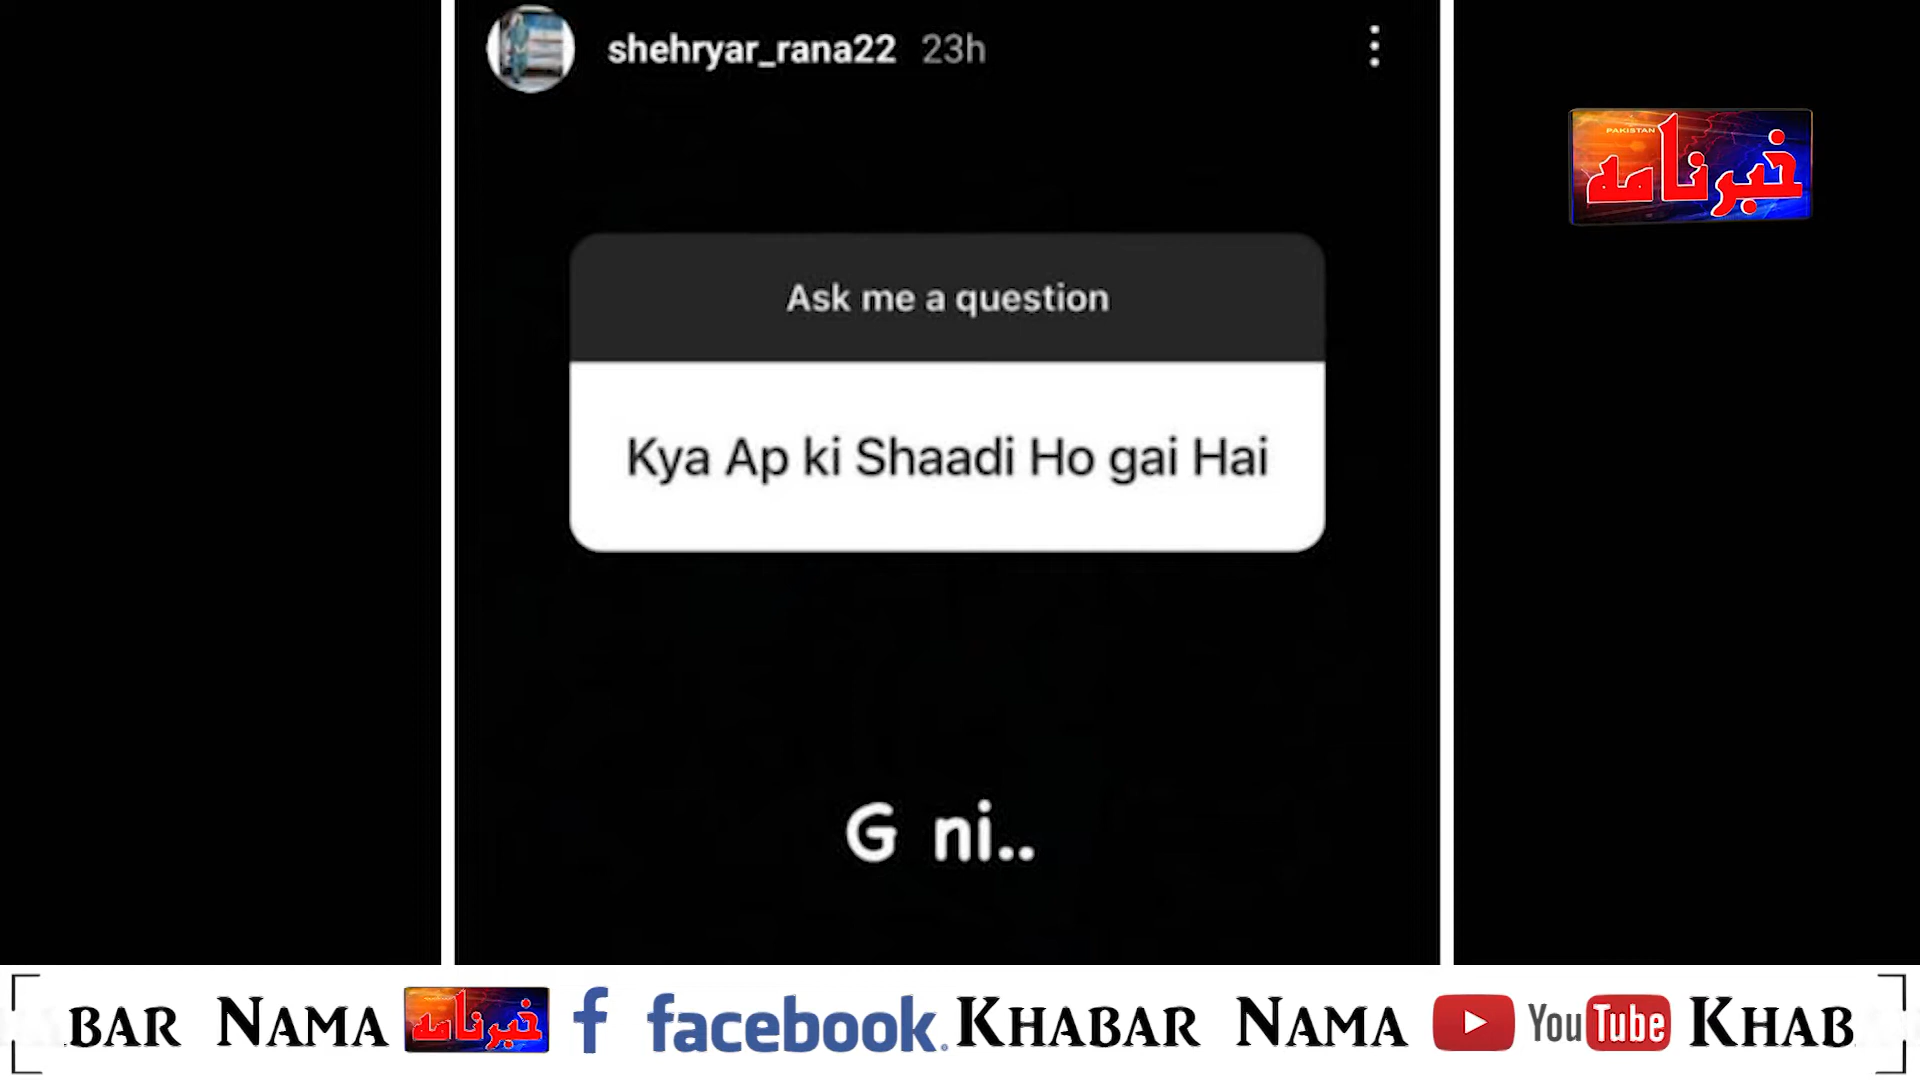 shehryar_rana22 23h
PAKISTAN
خبرنامہ
Ask me a question
Kya Ap ki Shaadi Ho gai Hai
G ni..
BAR NAMA خبرنامہ f facebook. KHABAR NAMA YouTube KHAB